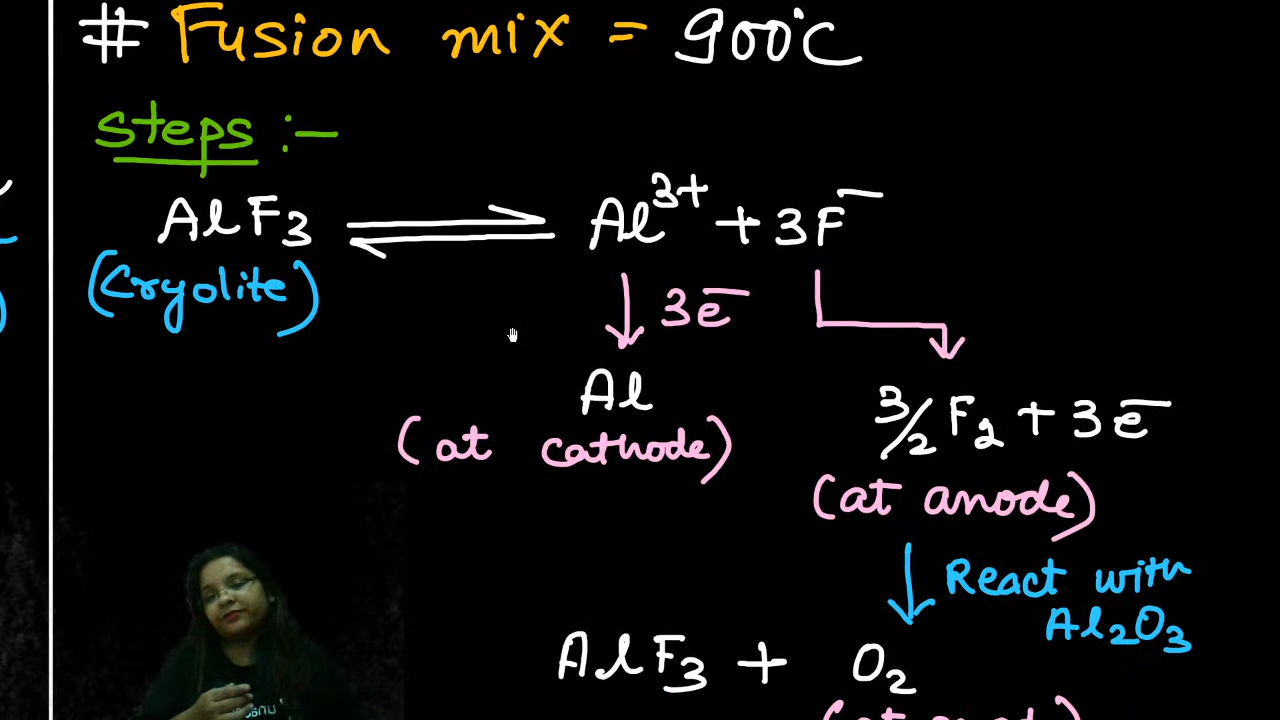 # Fusion mix = 900°C
Steps :-
AlF₃ ⇌ Al³⁺ + 3F⁻
(Cryolite)
↓ 3e⁻
Al
(at cathode)
3/2 F₂ + 3e⁻
(at anode)
↓ React with
Al₂O₃
AlF₃ + O₂